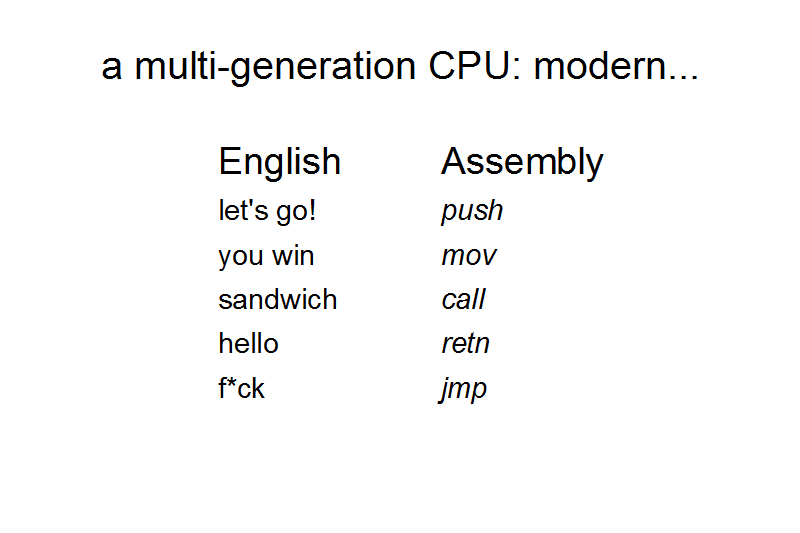 a multi-generation CPU: modern...
English Assembly
let's go! push
you win mov
sandwich call
hello retn
f*ck jmp